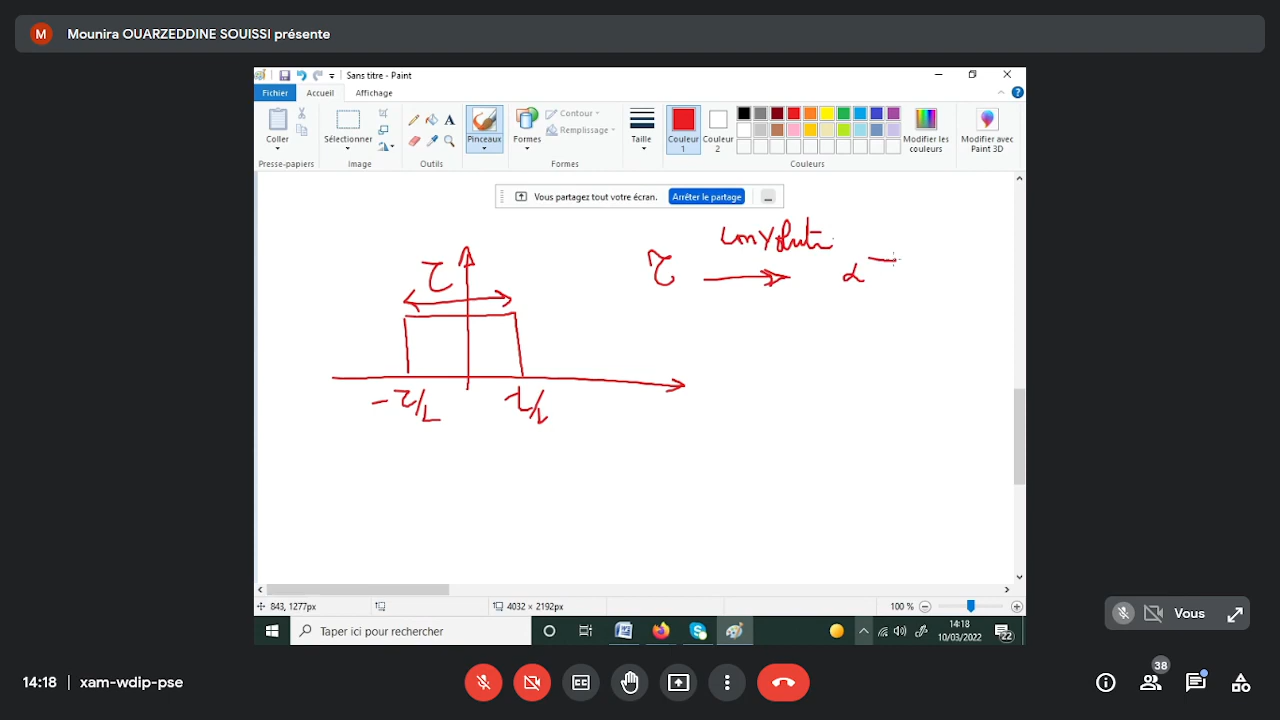 M Mounira OUARZEDDINE SOUISSI présente
Sans titre - Paint
Fichier Accueil Affichage
Coller
Sélectionner
A
Pinceaux
Formes
Contour
Remplissage
Taille
Couleur 1
Couleur 2
Modifier les couleurs
Modifier avec Paint 3D
Presse-papiers Image Outils Formes Couleurs
Vous partagez tout votre écran. Arrêter le partage
τ
τ → α
- τ/2 τ/2
843, 1277px 4032 × 2192px 100 %
Taper ici pour rechercher
14:18
10/03/2022
22
Vous
14:18 | xam-wdip-pse
38